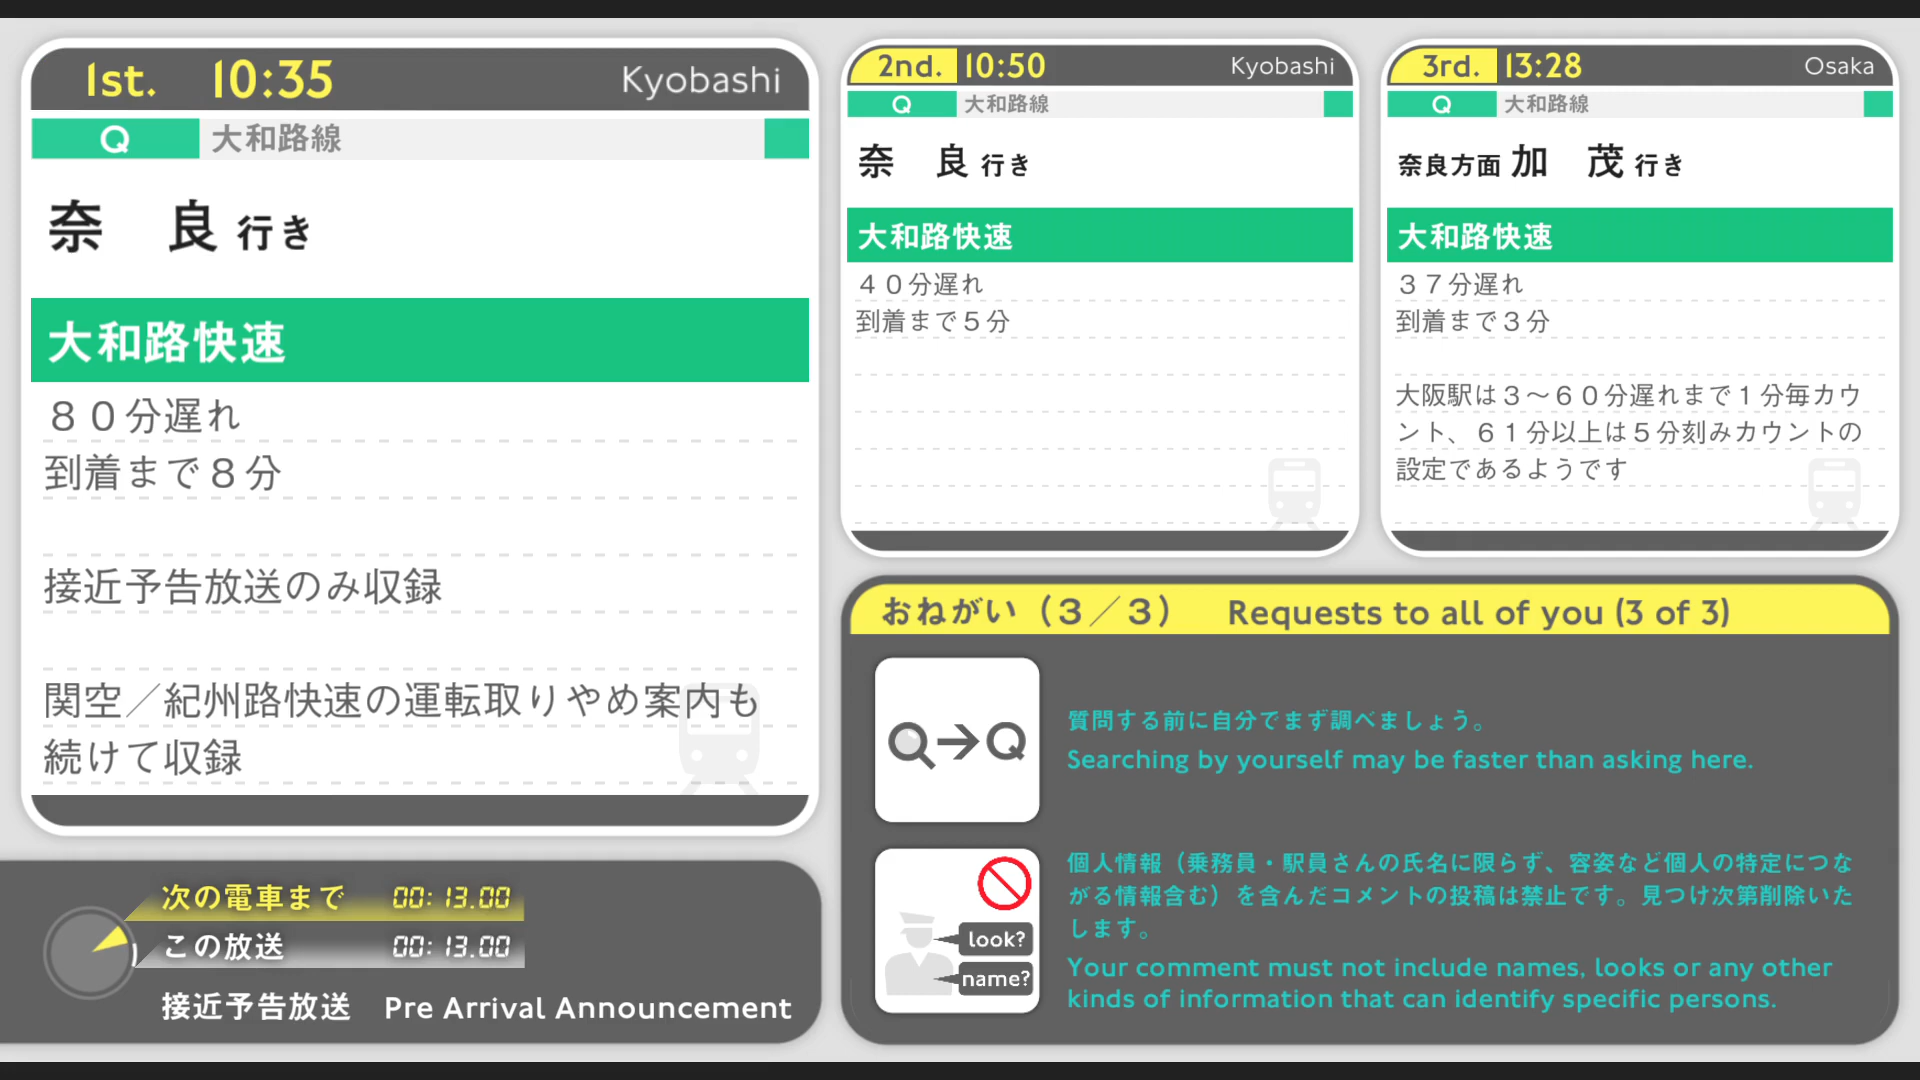 1st. 10:35 Kyobashi
Q 大和路線
奈　良 行き
大和路快速
８０分遅れ
到着まで８分
接近予告放送のみ収録
関空／紀州路快速の運転取りやめ案内も
続けて収録
2nd. 10:50 Kyobashi
Q 大和路線
奈　良 行き
大和路快速
４０分遅れ
到着まで５分
3rd. 13:28 Osaka
Q 大和路線
奈良方面 加　茂 行き
大和路快速
３７分遅れ
到着まで３分
大阪駅は３～６０分遅れまで１分毎カウ
ント、６１分以上は５分刻みカウントの
設定であるようです
次の電車まで 00:13.00
この放送 00:13.00
接近予告放送 Pre Arrival Announcement
おねがい（３／３） Requests to all of you (3 of 3)
Q
質問する前に自分でまず調べましょう。
Searching by yourself may be faster than asking here.
look?
name?
個人情報（乗務員・駅員さんの氏名に限らず、容姿など個人の特定につな
がる情報含む）を含んだコメントの投稿は禁止です。見つけ次第削除いた
します。
Your comment must not include names, looks or any other
kinds of information that can identify specific persons.